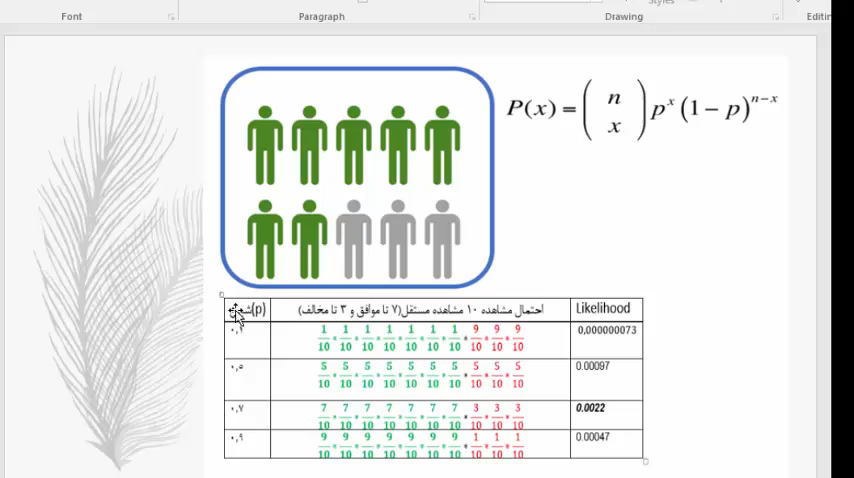 Font Paragraph Drawing
Styles
P(x) = ( n x ) p^x (1 − p)^{n−x}
(p) احتمال مشاهده ۱۰ مشاهده مستقل(۷ تا موافق و ۳ تا مخالف) Likelihood
1/10 * 1/10 * 1/10 * 1/10 * 1/10 * 1/10 * 1/10 * 9/10 * 9/10 * 9/10 0,000000073
۰,۵ 5/10 * 5/10 * 5/10 * 5/10 * 5/10 * 5/10 * 5/10 * 5/10 * 5/10 * 5/10 0.00097
۰,۷ 7/10 * 7/10 * 7/10 * 7/10 * 7/10 * 7/10 * 7/10 * 3/10 * 3/10 * 3/10 0.0022
۰,۹ 9/10 * 9/10 * 9/10 * 9/10 * 9/10 * 9/10 * 9/10 * 1/10 * 1/10 * 1/10 0.00047